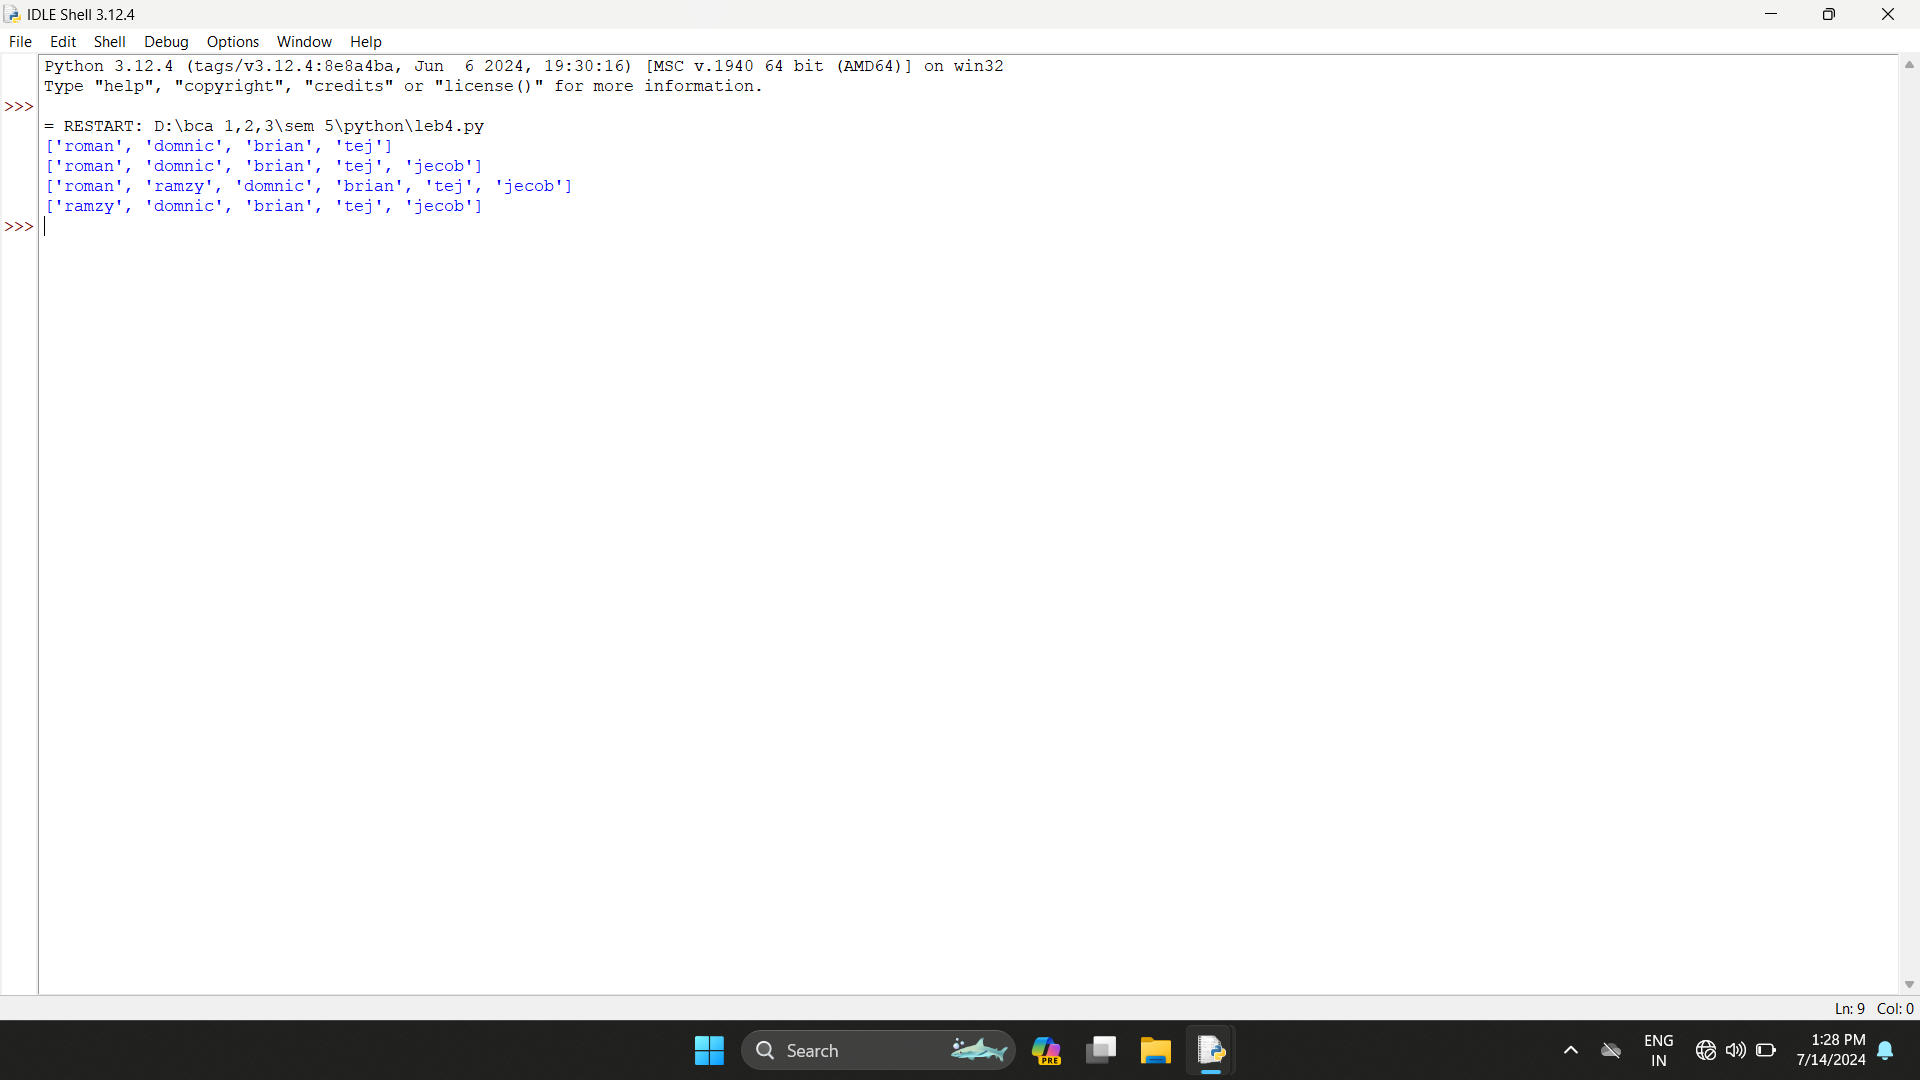 IDLE Shell 3.12.4
File Edit Shell Debug Options Window Help
Python 3.12.4 (tags/v3.12.4:8e8a4ba, Jun  6 2024, 19:30:16) [MSC v.1940 64 bit (AMD64)] on win32
Type "help", "copyright", "credits" or "license()" for more information.
>>>
= RESTART: D:\bca 1,2,3\sem 5\python\leb4.py
['roman', 'domnic', 'brian', 'tej']
['roman', 'domnic', 'brian', 'tej', 'jecob']
['roman', 'ramzy', 'domnic', 'brian', 'tej', 'jecob']
['ramzy', 'domnic', 'brian', 'tej', 'jecob']
>>>
Ln: 9 Col: 0
Search
PRE
ENG
IN
1:28 PM
7/14/2024